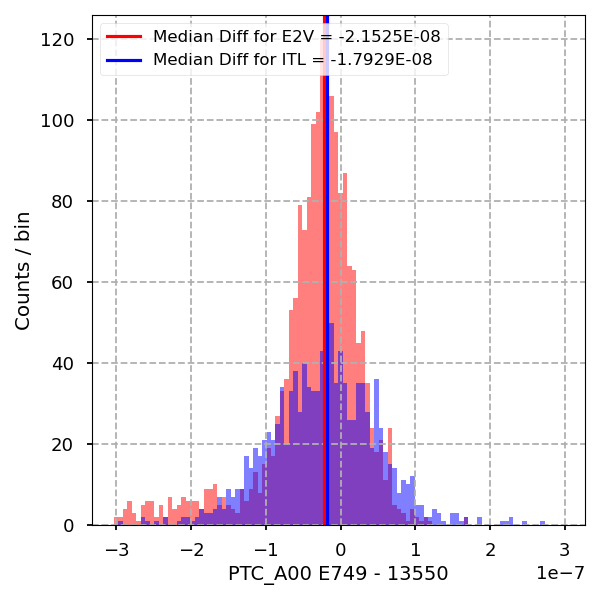 Median Diff for E2V = -2.1525E-08
Median Diff for ITL = -1.7929E-08
120
100
80
60
40
20
0
Counts / bin
−3 −2 −1 0 1 2 3
PTC_A00 E749 - 13550
1e−7